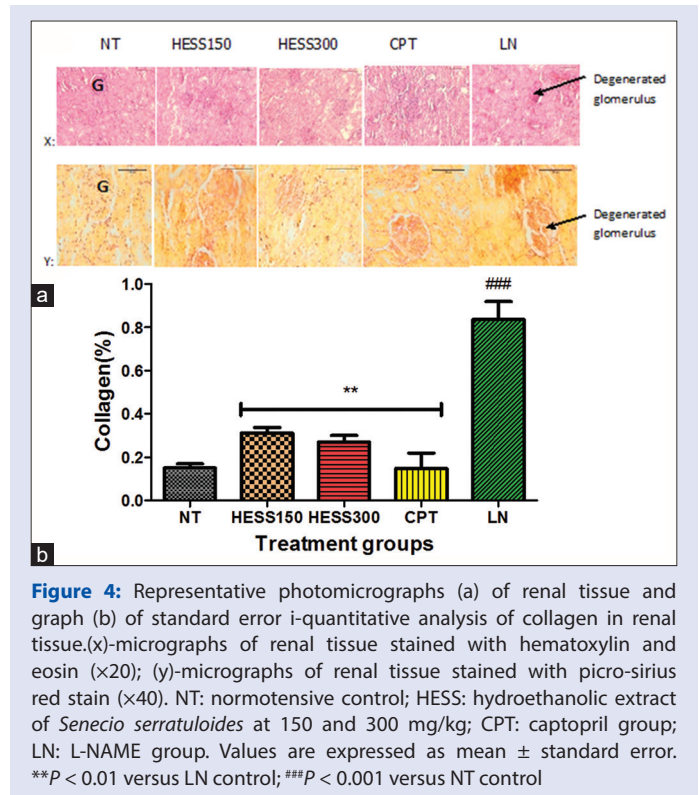 NT HESS150 HESS300 CPT LN
G
Degenerated
glomerulus
X:
G
Degenerated
glomerulus
Y:
a
1.0
###
0.8
0.6
**
0.4
0.2
0.0
Collagen(%)
NT HESS150 HESS300 CPT LN
Treatment groups
b
Figure 4: Representative photomicrographs (a) of renal tissue and
graph (b) of standard error i-quantitative analysis of collagen in renal
tissue.(x)-micrographs of renal tissue stained with hematoxylin and
eosin (×20); (y)-micrographs of renal tissue stained with picro-sirius
red stain (×40). NT: normotensive control; HESS: hydroethanolic extract
of Senecio serratuloides at 150 and 300 mg/kg; CPT: captopril group;
LN: L-NAME group. Values are expressed as mean ± standard error.
**P < 0.01 versus LN control; ###P < 0.001 versus NT control